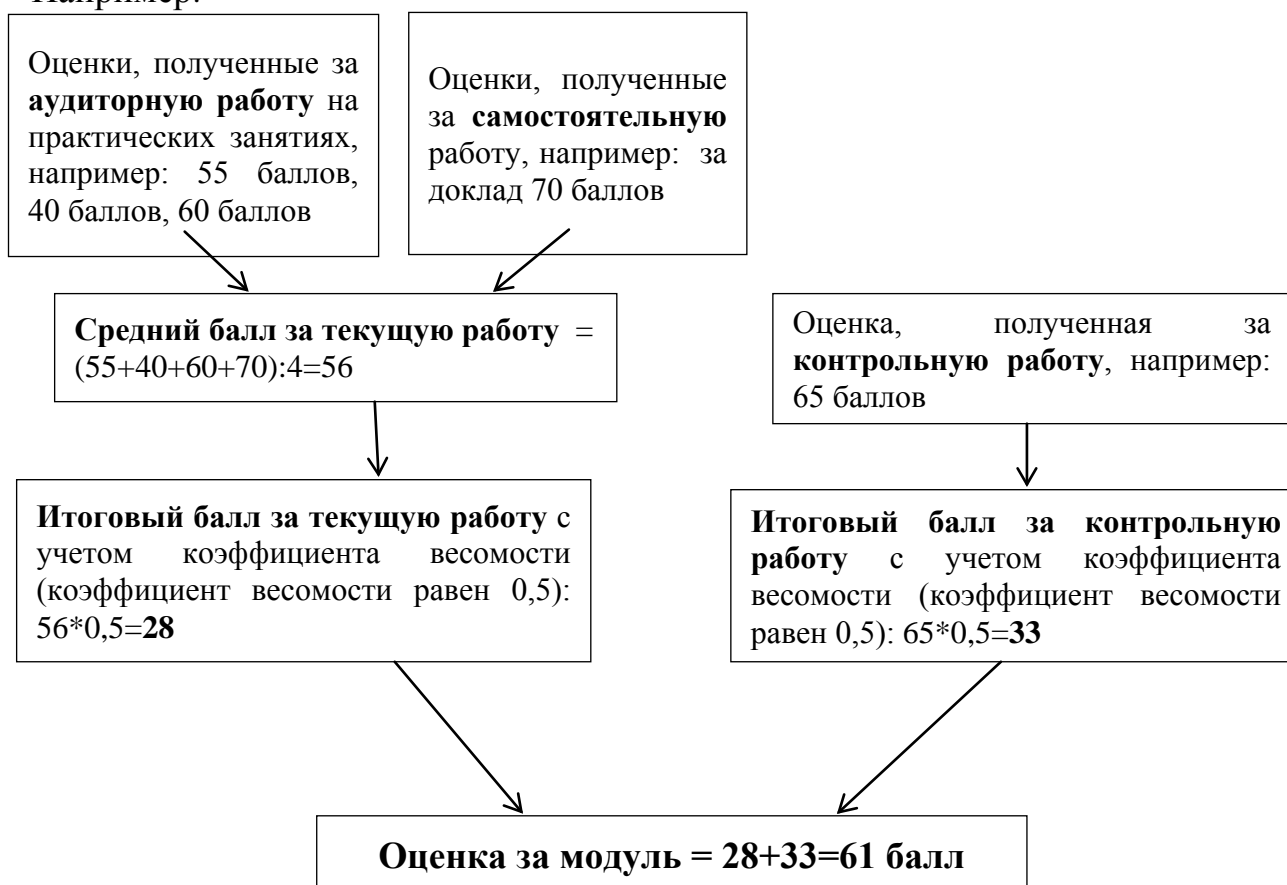 Например:
Оценки, полученные за
аудиторную работу на
практических занятиях,
например: 55 баллов,
40 баллов, 60 баллов
Оценки, полученные
за самостоятельную
работу, например: за
доклад 70 баллов
Средний балл за текущую работу =
(55+40+60+70):4=56
Оценка, полученная за
контрольную работу, например:
65 баллов
Итоговый балл за текущую работу с
учетом коэффициента весомости
(коэффициент весомости равен 0,5):
56*0,5=28
Итоговый балл за контрольную
работу с учетом коэффициента
весомости (коэффициент весомости
равен 0,5): 65*0,5=33
Оценка за модуль = 28+33=61 балл